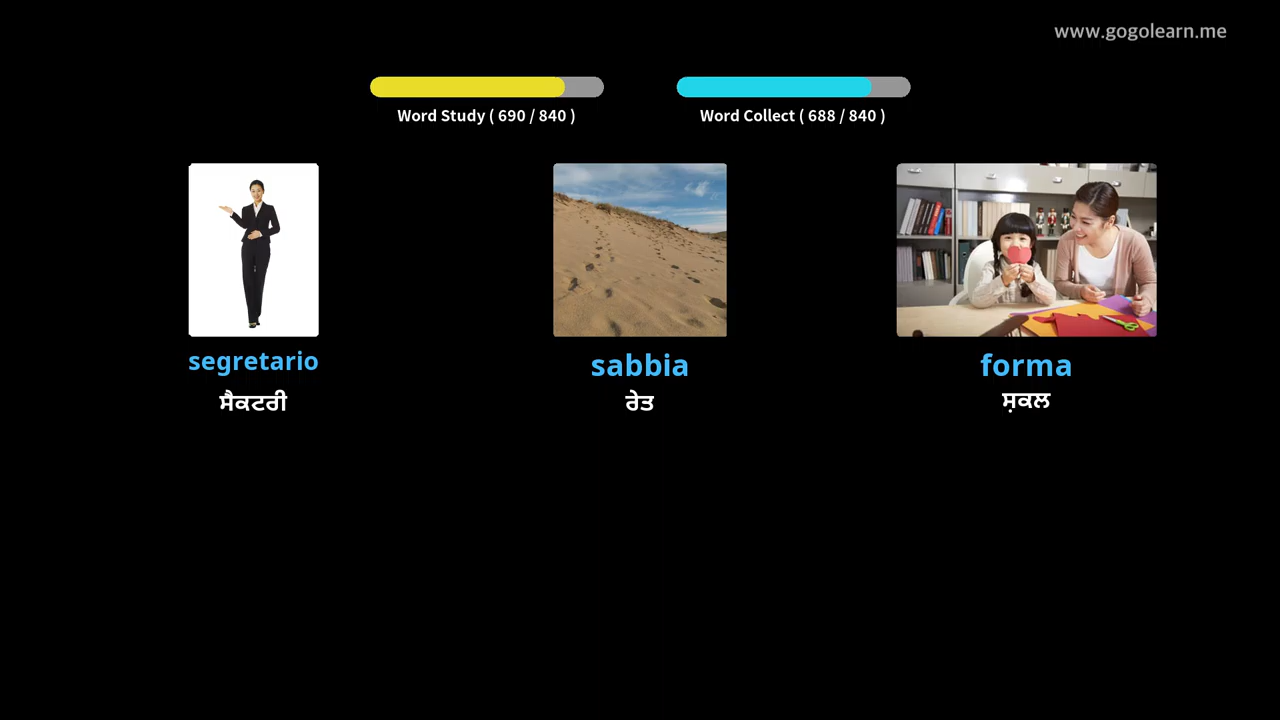 www.gogolearn.me
Word Study ( 690 / 840 )
Word Collect ( 688 / 840 )
segretario
sabbia
forma
ਸੈਕਟਰੀ
ਰੇਤ
ਸ਼ਕਲ